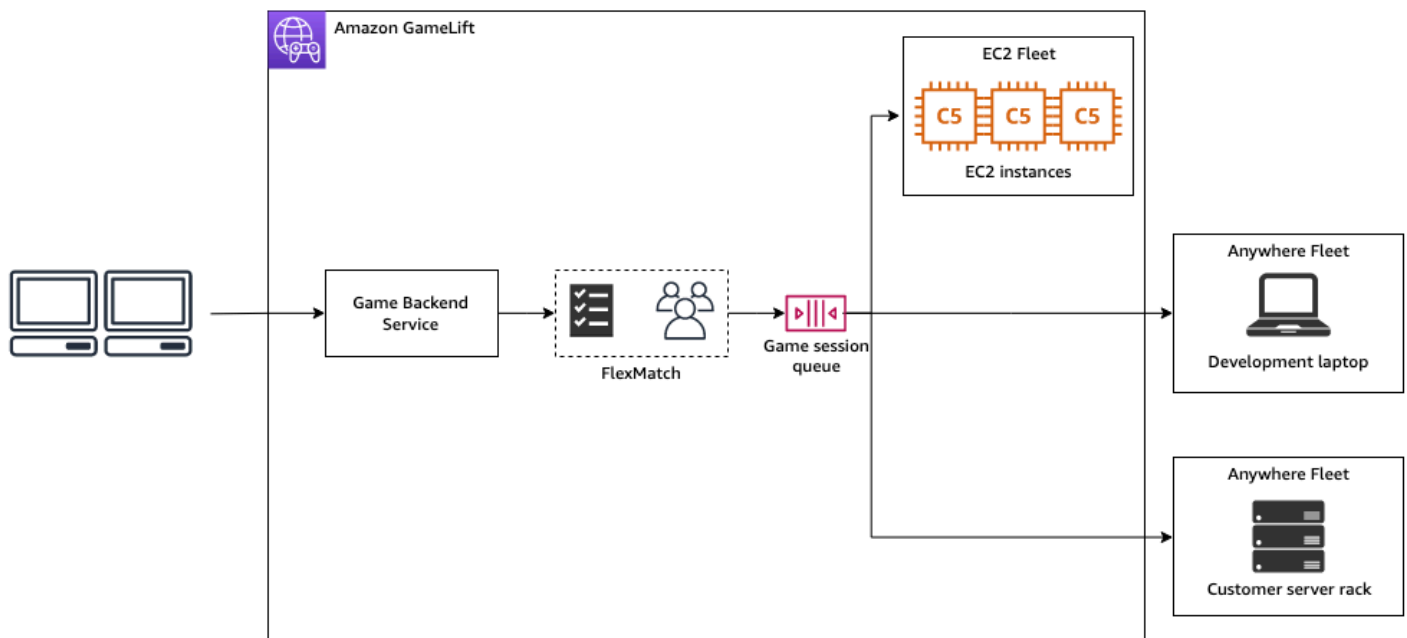 Amazon GameLift
EC2 Fleet
C5 C5 C5
EC2 instances
Anywhere Fleet
Development laptop
Game Backend
Service
FlexMatch
Game session
queue
Anywhere Fleet
Customer server rack